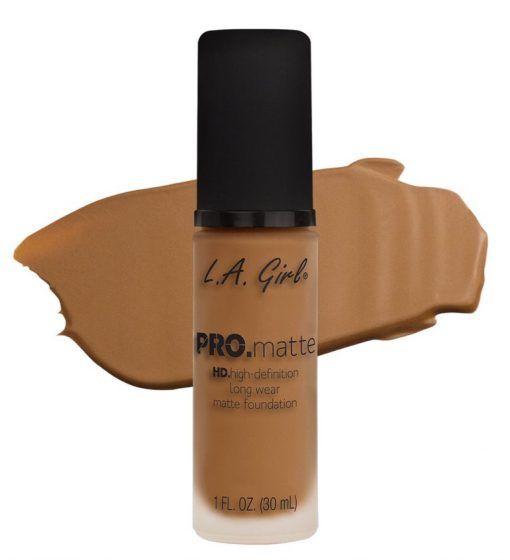 L.A. Girl®
PRO.matte
HD.high-definition
long wear
matte foundation
1 FL. OZ. (30 mL)